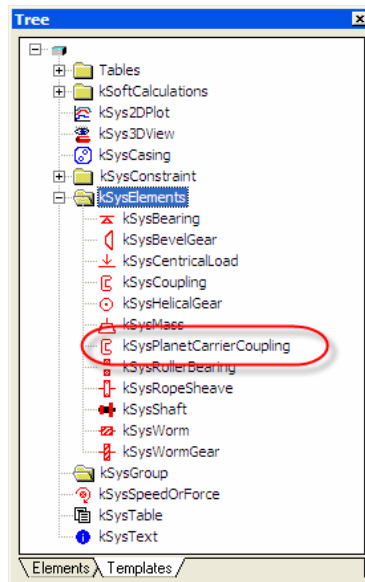 Tree
Tables
kSoftCalculations
kSys2DPlot
kSys3DView
kSysCasing
kSysConstraint
kSysElements
kSysBearing
kSysBevelGear
kSysCentricalLoad
kSysCoupling
kSysHelicalGear
kSysMass
kSysPlanetCarrierCoupling
kSysRollerBearing
kSysRopeSheave
kSysShaft
kSysWorm
kSysWormGear
kSysGroup
kSysSpeedOrForce
kSysTable
kSysText
Elements Templates